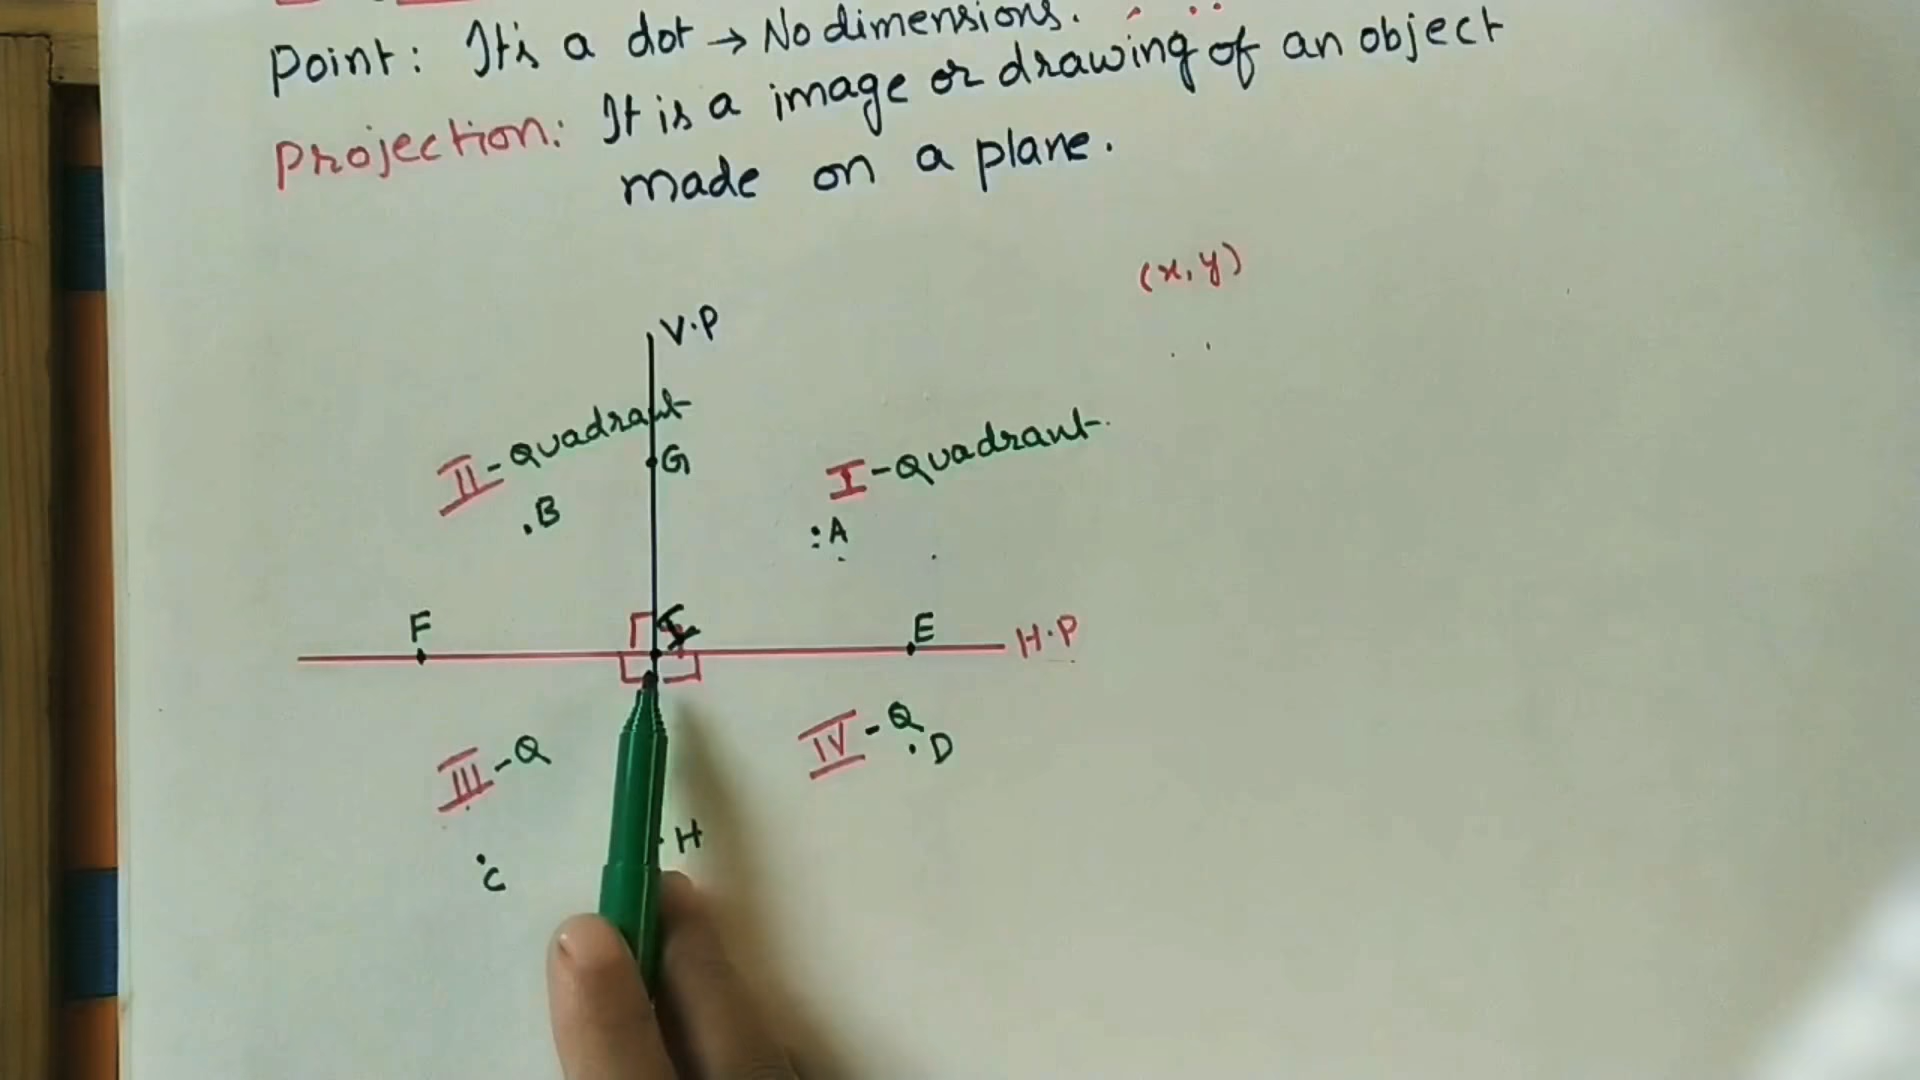 Point: It's a dot → No dimensions.
Projection: It is a image or drawing of an object
made on a plane.
(x, y)
V.P
II-Quadrant
G
I-Quadrant
.B
:A
F
I
E
H.P
III-Q
IV-Q
.D
H
C